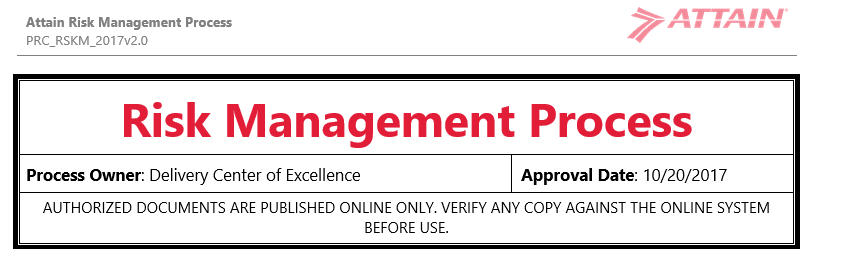 Attain Risk Management Process
PRC_RSKM_2017v2.0
ATTAIN
Risk Management Process
Process Owner: Delivery Center of Excellence
Approval Date: 10/20/2017
AUTHORIZED DOCUMENTS ARE PUBLISHED ONLINE ONLY. VERIFY ANY COPY AGAINST THE ONLINE SYSTEM
BEFORE USE.